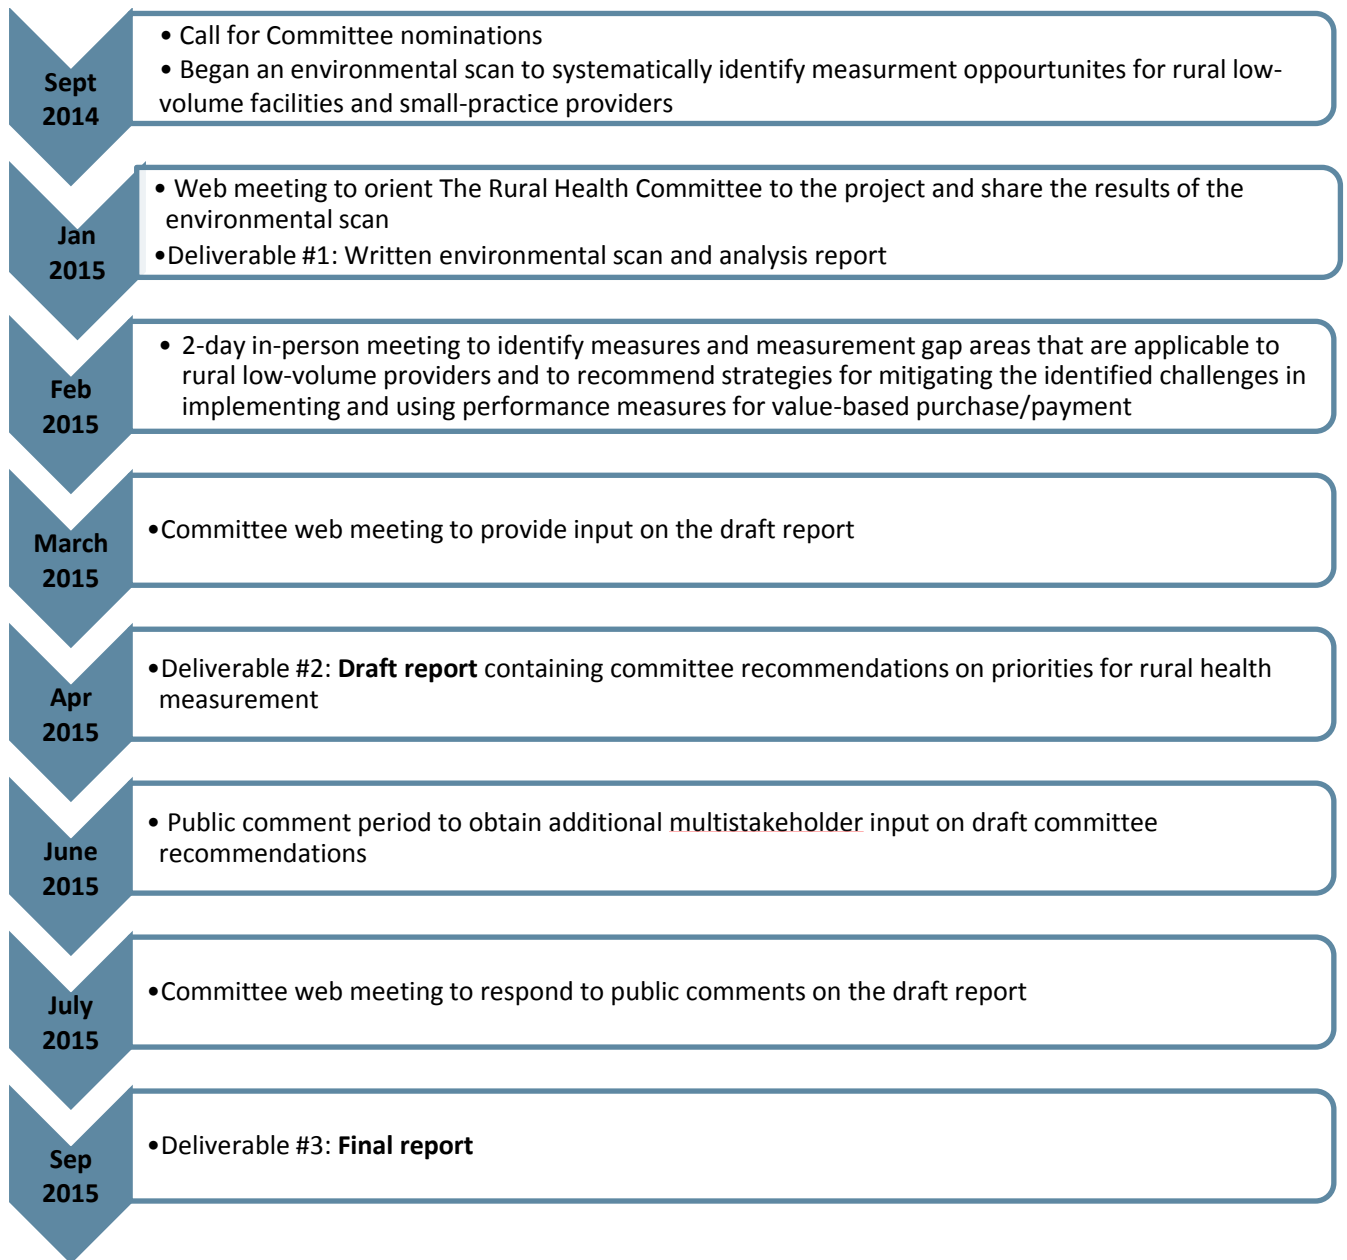 Sept
2014
• Call for Committee nominations
• Began an environmental scan to systematically identify measurment oppourtunites for rural low-
volume facilities and small-practice providers
Jan
2015
• Web meeting to orient The Rural Health Committee to the project and share the results of the
environmental scan
•Deliverable #1: Written environmental scan and analysis report
Feb
2015
• 2-day in-person meeting to identify measures and measurement gap areas that are applicable to
rural low-volume providers and to recommend strategies for mitigating the identified challenges in
implementing and using performance measures for value-based purchase/payment
March
2015
•Committee web meeting to provide input on the draft report
Apr
2015
•Deliverable #2: Draft report containing committee recommendations on priorities for rural health
measurement
June
2015
• Public comment period to obtain additional multistakeholder input on draft committee
recommendations
July
2015
•Committee web meeting to respond to public comments on the draft report
Sep
2015
•Deliverable #3: Final report